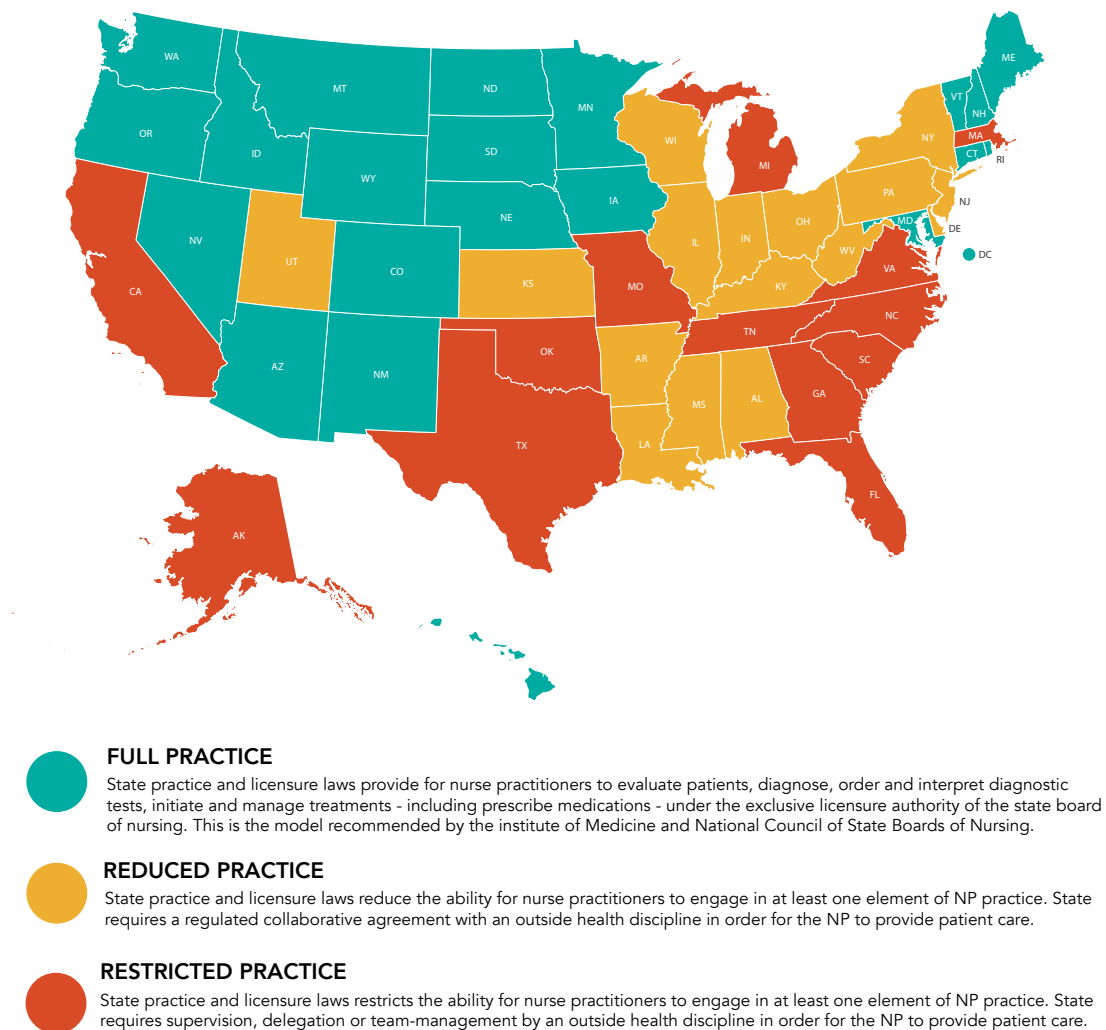 WA
ME
MT
ND
VT
MN
NH
OR
MA
NY
WI
ID
SD
CT
RI
MI
WY
PA
IA
NJ
NE
MD
OH
DE
NV
IN
IL
WV
DC
UT
VA
CO
KS
KY
MO
CA
NC
TN
OK
AR
SC
AZ
NM
GA
MS
AL
TX
LA
FL
AK
FULL PRACTICE
State practice and licensure laws provide for nurse practitioners to evaluate patients, diagnose, order and interpret diagnostic
tests, initiate and manage treatments - including prescribe medications - under the exclusive licensure authority of the state board
of nursing. This is the model recommended by the institute of Medicine and National Council of State Boards of Nursing.
REDUCED PRACTICE
State practice and licensure laws reduce the ability for nurse practitioners to engage in at least one element of NP practice. State
requires a regulated collaborative agreement with an outside health discipline in order for the NP to provide patient care.
RESTRICTED PRACTICE
State practice and licensure laws restricts the ability for nurse practitioners to engage in at least one element of NP practice. State
requires supervision, delegation or team-management by an outside health discipline in order for the NP to provide patient care.